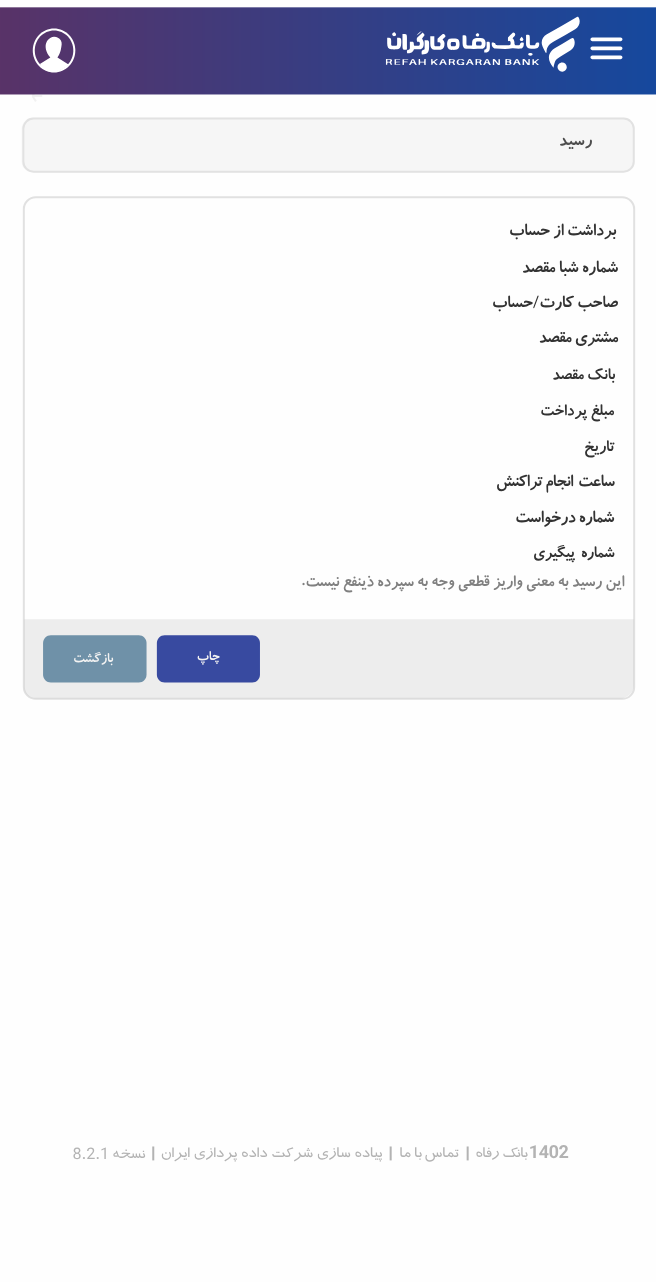 بانک رفاه کارگران
REFAH KARGARAN BANK
رسید
برداشت از حساب
شماره شبا مقصد
صاحب کارت/حساب
مشتری مقصد
بانک مقصد
مبلغ پرداخت
تاریخ
ساعت انجام تراکنش
شماره درخواست
شماره پیگیری
این رسید به معنی واریز قطعی وجه به سپرده ذینفع نیست.
چاپ
بازگشت
1402بانک رفاه | تماس با ما | پیاده سازی شرکت داده پردازی ایران | نسخه 8.2.1